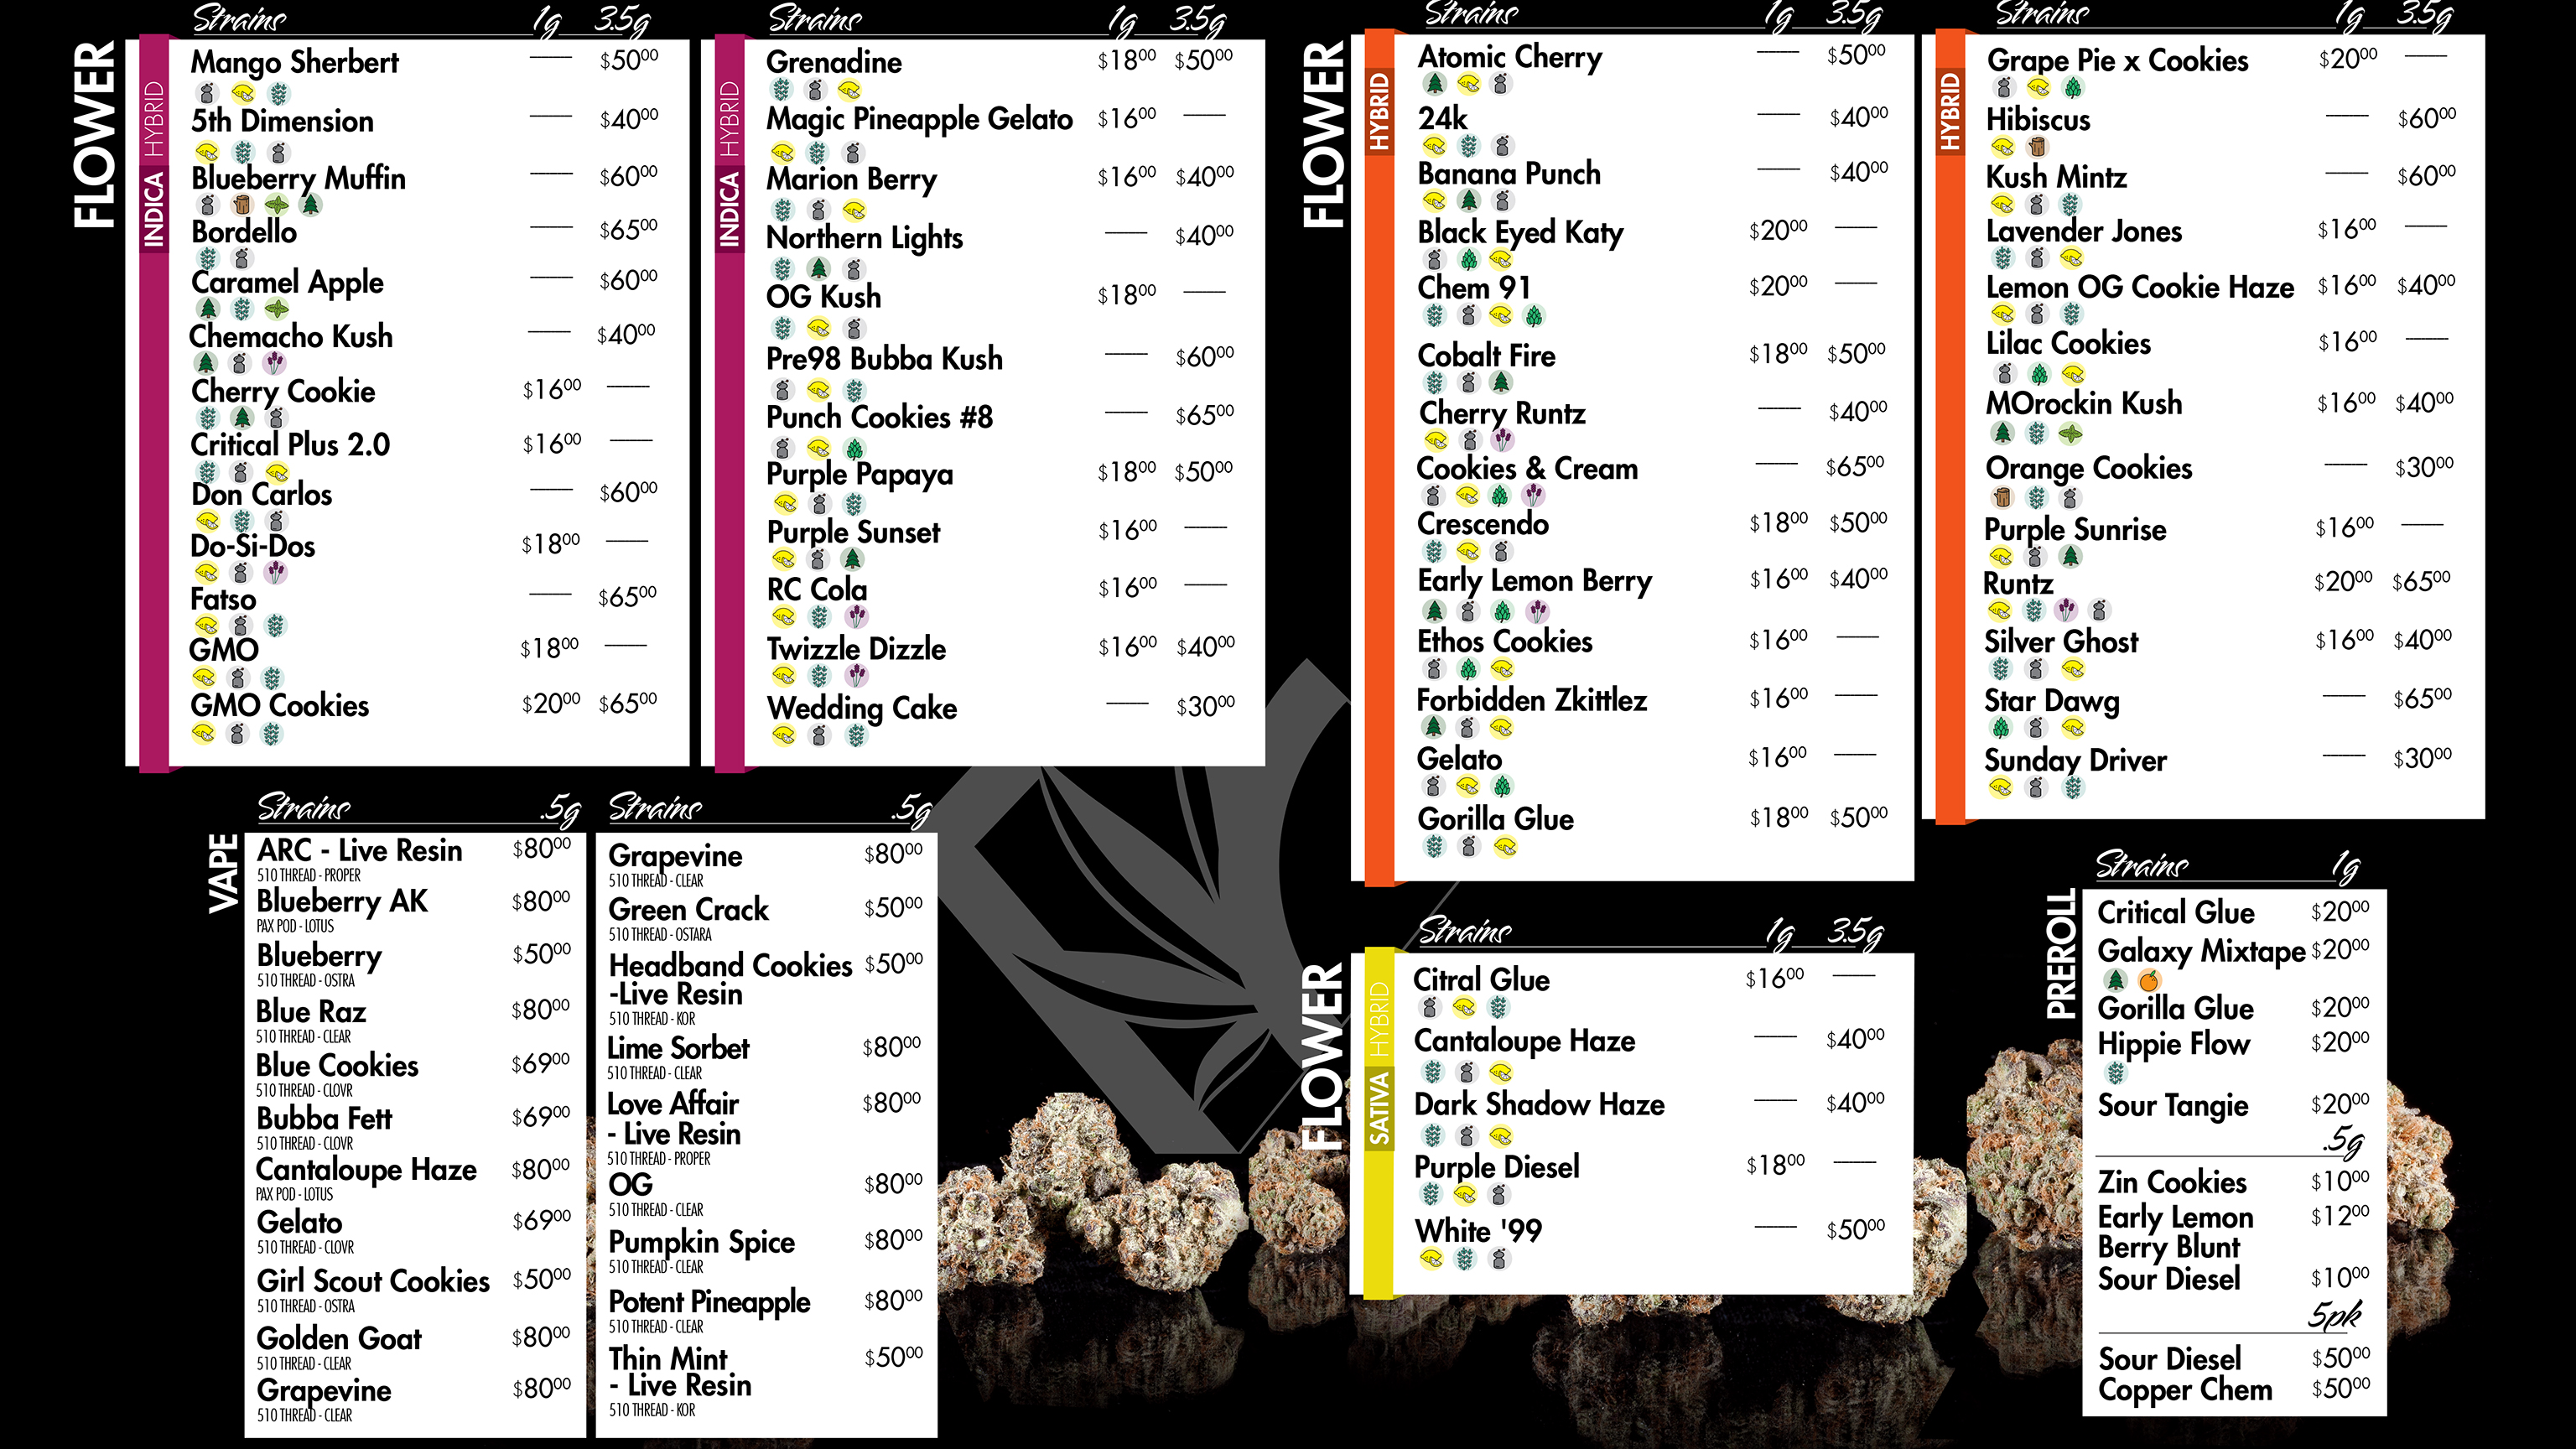 FLOWER
INDICA HYBRID
Strains 1g 3.5g
Mango Sherbert —— $50⁰⁰
5th Dimension —— $40⁰⁰
Blueberry Muffin —— $60⁰⁰
Bordello —— $65⁰⁰
Caramel Apple —— $60⁰⁰
Chemacho Kush —— $40⁰⁰
Cherry Cookie $16⁰⁰ ——
Critical Plus 2.0 $16⁰⁰ ——
Don Carlos —— $60⁰⁰
Do-Si-Dos $18⁰⁰ ——
Fatso —— $65⁰⁰
GMO $18⁰⁰ ——
GMO Cookies $20⁰⁰ $65⁰⁰
INDICA HYBRID
Strains 1g 3.5g
Grenadine $18⁰⁰ $50⁰⁰
Magic Pineapple Gelato $16⁰⁰ ——
Marion Berry $16⁰⁰ $40⁰⁰
Northern Lights —— $40⁰⁰
OG Kush $18⁰⁰ ——
Pre98 Bubba Kush —— $60⁰⁰
Punch Cookies #8 —— $65⁰⁰
Purple Papaya $18⁰⁰ $50⁰⁰
Purple Sunset $16⁰⁰ ——
RC Cola $16⁰⁰ ——
Twizzle Dizzle $16⁰⁰ $40⁰⁰
Wedding Cake —— $30⁰⁰
FLOWER
HYBRID
Strains 1g 3.5g
Atomic Cherry —— $50⁰⁰
24k —— $40⁰⁰
Banana Punch —— $40⁰⁰
Black Eyed Katy $20⁰⁰ ——
Chem 91 $20⁰⁰ ——
Cobalt Fire $18⁰⁰ $50⁰⁰
Cherry Runtz —— $40⁰⁰
Cookies & Cream —— $65⁰⁰
Crescendo $18⁰⁰ $50⁰⁰
Early Lemon Berry $16⁰⁰ $40⁰⁰
Ethos Cookies $16⁰⁰ ——
Forbidden Zkittlez $16⁰⁰ ——
Gelato $16⁰⁰ ——
Gorilla Glue $18⁰⁰ $50⁰⁰
HYBRID
Strains 1g 3.5g
Grape Pie x Cookies $20⁰⁰ ——
Hibiscus —— $60⁰⁰
Kush Mintz —— $60⁰⁰
Lavender Jones $16⁰⁰ ——
Lemon OG Cookie Haze $16⁰⁰ $40⁰⁰
Lilac Cookies $16⁰⁰ ——
MOrockin Kush $16⁰⁰ $40⁰⁰
Orange Cookies —— $30⁰⁰
Purple Sunrise $16⁰⁰ ——
Runtz $20⁰⁰ $65⁰⁰
Silver Ghost $16⁰⁰ $40⁰⁰
Star Dawg —— $65⁰⁰
Sunday Driver —— $30⁰⁰
VAPE
Strains .5g
ARC - Live Resin $80⁰⁰
510 THREAD - PROPER
Blueberry AK $80⁰⁰
PAX POD - LOTUS
Blueberry $50⁰⁰
510 THREAD - OSTRA
Blue Raz $80⁰⁰
510 THREAD - CLEAR
Blue Cookies $69⁰⁰
510 THREAD - CLOVR
Bubba Fett $69⁰⁰
510 THREAD - CLOVR
Cantaloupe Haze $80⁰⁰
PAX POD - LOTUS
Gelato $69⁰⁰
510 THREAD - CLOVR
Girl Scout Cookies $50⁰⁰
510 THREAD - OSTRA
Golden Goat $80⁰⁰
510 THREAD - CLEAR
Grapevine $80⁰⁰
510 THREAD - CLEAR
Strains .5g
Grapevine $80⁰⁰
510 THREAD - CLEAR
Green Crack $50⁰⁰
510 THREAD - OSTARA
Headband Cookies $50⁰⁰
-Live Resin
510 THREAD - KOR
Lime Sorbet $80⁰⁰
510 THREAD - CLEAR
Love Affair $80⁰⁰
- Live Resin
510 THREAD - PROPER
OG $80⁰⁰
510 THREAD - CLEAR
Pumpkin Spice $80⁰⁰
510 THREAD - CLEAR
Potent Pineapple $80⁰⁰
510 THREAD - CLEAR
Thin Mint $50⁰⁰
- Live Resin
510 THREAD - KOR
FLOWER
SATIVA HYBRID
Strains 1g 3.5g
Citral Glue $16⁰⁰ ——
Cantaloupe Haze —— $40⁰⁰
Dark Shadow Haze —— $40⁰⁰
Purple Diesel $18⁰⁰ ——
White '99 —— $50⁰⁰
PREROLL
Strains 1g
Critical Glue $20⁰⁰
Galaxy Mixtape $20⁰⁰
Gorilla Glue $20⁰⁰
Hippie Flow $20⁰⁰
Sour Tangie $20⁰⁰
.5g
Zin Cookies $10⁰⁰
Early Lemon $12⁰⁰
Berry Blunt
Sour Diesel $10⁰⁰
5pk
Sour Diesel $50⁰⁰
Copper Chem $50⁰⁰